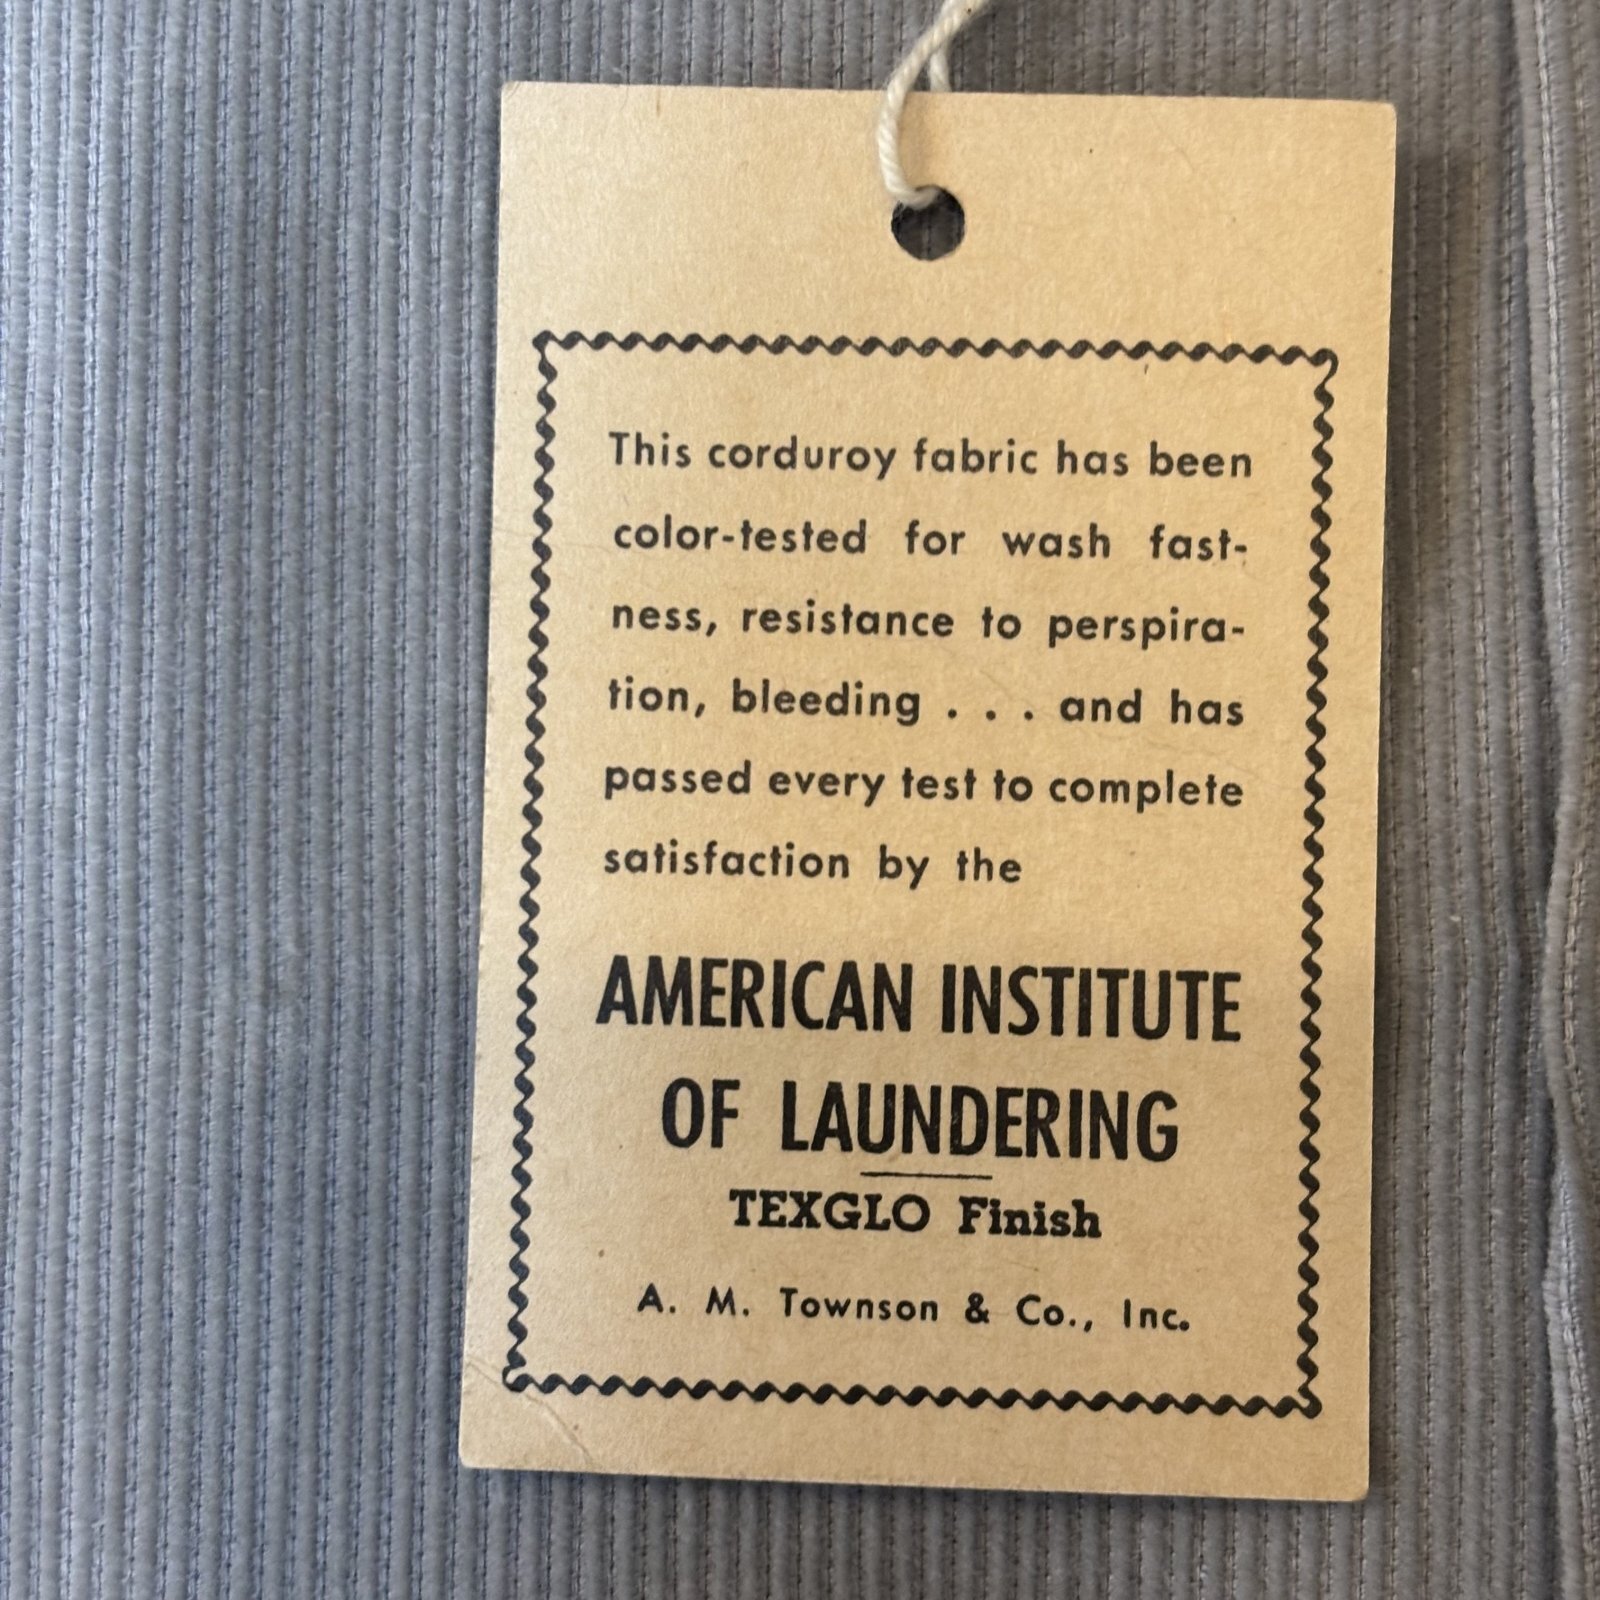 This corduroy fabric has been
color-tested for wash fast-
ness, resistance to perspira-
tion, bleeding . . . and has
passed every test to complete
satisfaction by the
AMERICAN INSTITUTE
OF LAUNDERING
TEXGLO Finish
A. M. Townson & Co., Inc.